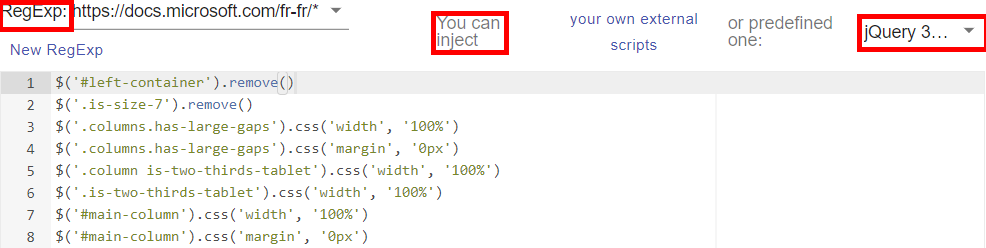 RegExp: https://docs.microsoft.com/fr-fr/*
You can inject
your own external scripts
or predefined one:
jQuery 3...
New RegExp
1 $('#left-container').remove()
2 $('.is-size-7').remove()
3 $('.columns.has-large-gaps').css('width', '100%')
4 $('.columns.has-large-gaps').css('margin', '0px')
5 $('.column is-two-thirds-tablet').css('width', '100%')
6 $('.is-two-thirds-tablet').css('width', '100%')
7 $('#main-column').css('width', '100%')
8 $('#main-column').css('margin', '0px')